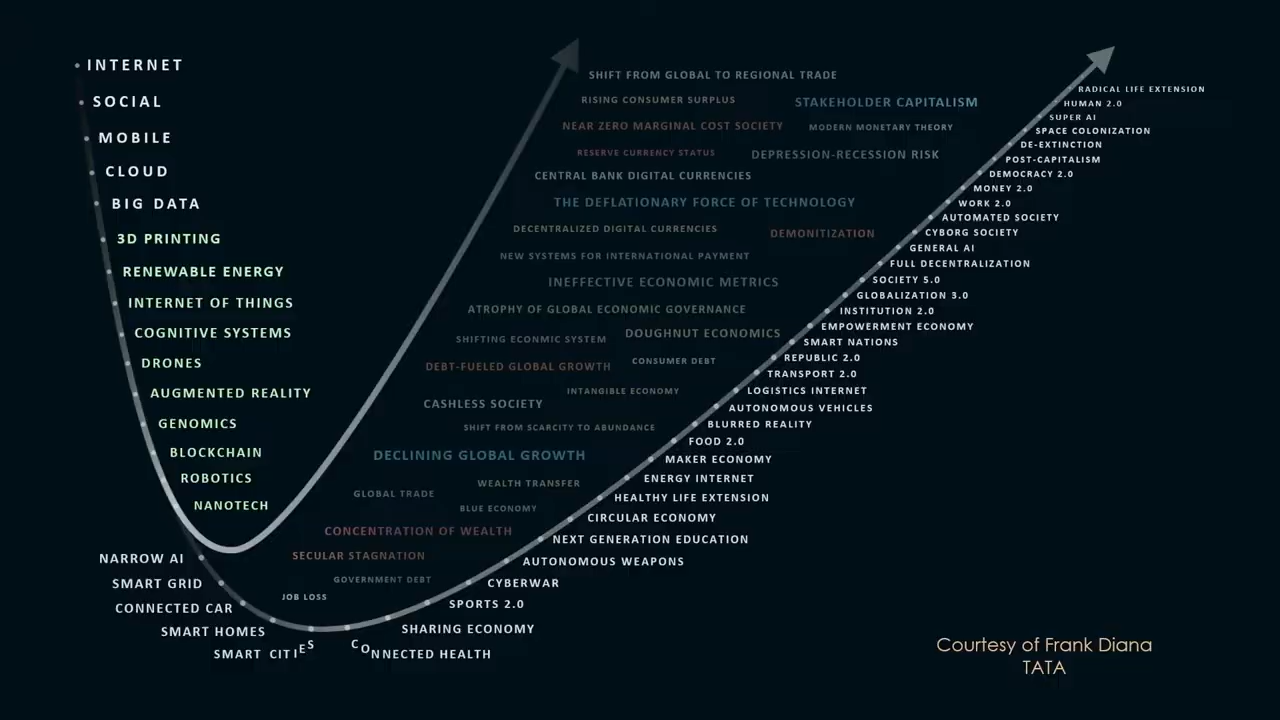 INTERNET
SOCIAL
MOBILE
CLOUD
BIG DATA
3D PRINTING
RENEWABLE ENERGY
INTERNET OF THINGS
COGNITIVE SYSTEMS
DRONES
AUGMENTED REALITY
GENOMICS
BLOCKCHAIN
ROBOTICS
NANOTECH
NARROW AI
SMART GRID
CONNECTED CAR
SMART HOMES
SMART CITIES
CONNECTED HEALTH
SHARING ECONOMY
SPORTS 2.0
CYBERWAR
AUTONOMOUS WEAPONS
NEXT GENERATION EDUCATION
CIRCULAR ECONOMY
HEALTHY LIFE EXTENSION
ENERGY INTERNET
MAKER ECONOMY
FOOD 2.0
BLURRED REALITY
AUTONOMOUS VEHICLES
LOGISTICS INTERNET
TRANSPORT 2.0
REPUBLIC 2.0
SMART NATIONS
EMPOWERMENT ECONOMY
INSTITUTION 2.0
GLOBALIZATION 3.0
SOCIETY 5.0
FULL DECENTRALIZATION
GENERAL AI
CYBORG SOCIETY
AUTOMATED SOCIETY
WORK 2.0
MONEY 2.0
DEMOCRACY 2.0
POST-CAPITALISM
DE-EXTINCTION
SPACE COLONIZATION
SUPER AI
HUMAN 2.0
RADICAL LIFE EXTENSION
SHIFT FROM GLOBAL TO REGIONAL TRADE
RISING CONSUMER SURPLUS
STAKEHOLDER CAPITALISM
NEAR ZERO MARGINAL COST SOCIETY
MODERN MONETARY THEORY
RESERVE CURRENCY STATUS
DEPRESSION-RECESSION RISK
CENTRAL BANK DIGITAL CURRENCIES
THE DEFLATIONARY FORCE OF TECHNOLOGY
DECENTRALIZED DIGITAL CURRENCIES
DEMONITIZATION
NEW SYSTEMS FOR INTERNATIONAL PAYMENT
INEFFECTIVE ECONOMIC METRICS
ATROPHY OF GLOBAL ECONOMIC GOVERNANCE
SHIFTING ECONMIC SYSTEM
DOUGHNUT ECONOMICS
DEBT-FUELED GLOBAL GROWTH
CONSUMER DEBT
INTANGIBLE ECONOMY
CASHLESS SOCIETY
SHIFT FROM SCARCITY TO ABUNDANCE
DECLINING GLOBAL GROWTH
WEALTH TRANSFER
GLOBAL TRADE
BLUE ECONOMY
CONCENTRATION OF WEALTH
SECULAR STAGNATION
GOVERNMENT DEBT
JOB LOSS
Courtesy of Frank Diana
TATA